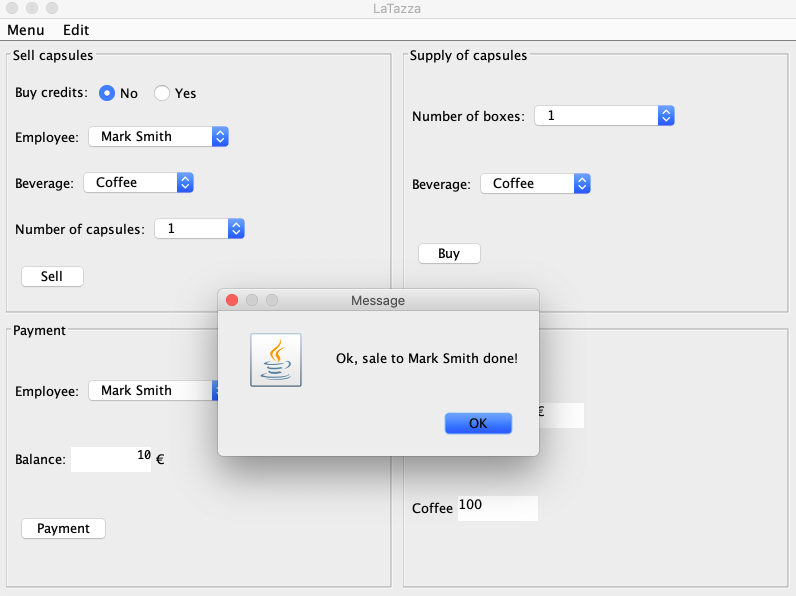 LaTazza
Menu Edit
Sell capsules
Buy credits: No Yes
Employee: Mark Smith
Beverage: Coffee
Number of capsules: 1
Sell
Supply of capsules
Number of boxes: 1
Beverage: Coffee
Buy
Message
Ok, sale to Mark Smith done!
OK
Payment
Employee: Mark Smith
Balance: 10 €
Payment
€
Coffee 100